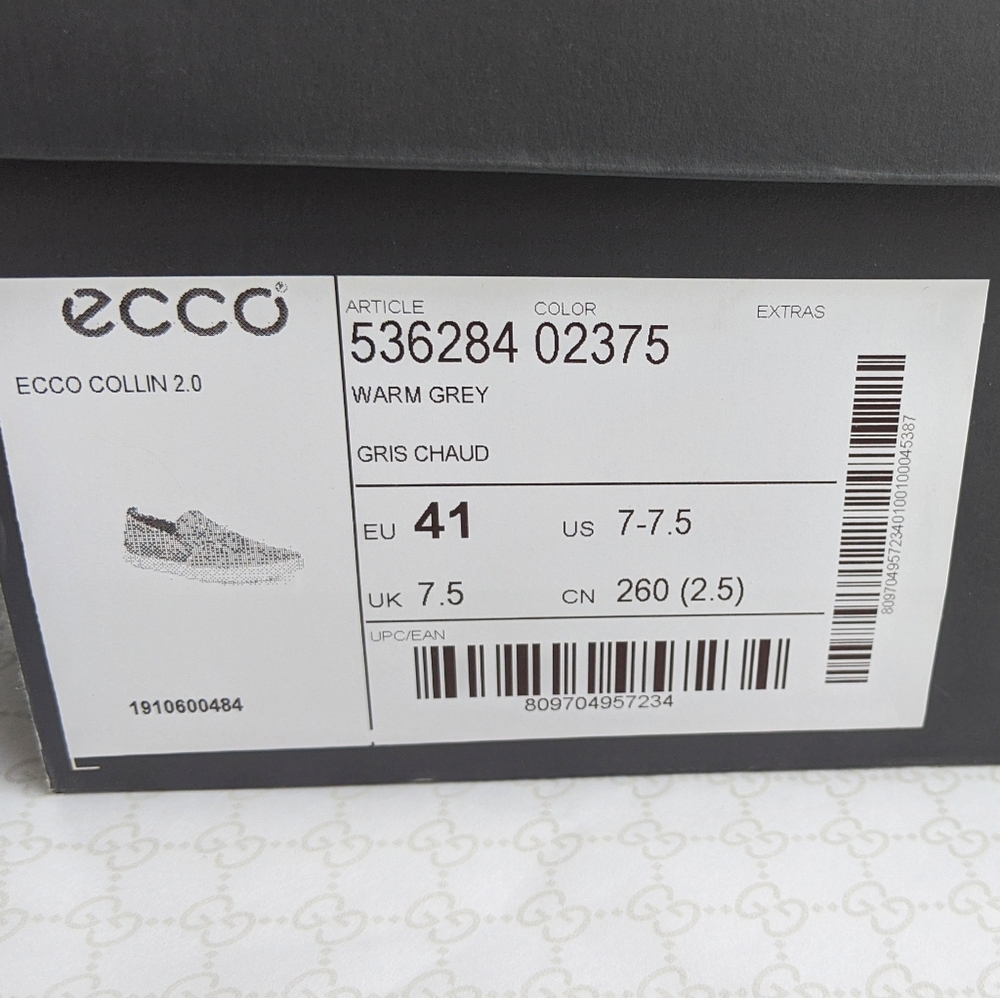 ecco
ECCO COLLIN 2.0
1910600484
ARTICLE COLOR EXTRAS
536284 02375
WARM GREY
GRIS CHAUD
EU 41 US 7-7.5
UK 7.5 CN 260 (2.5)
UPC/EAN
809704957234
8097049572340100100045387